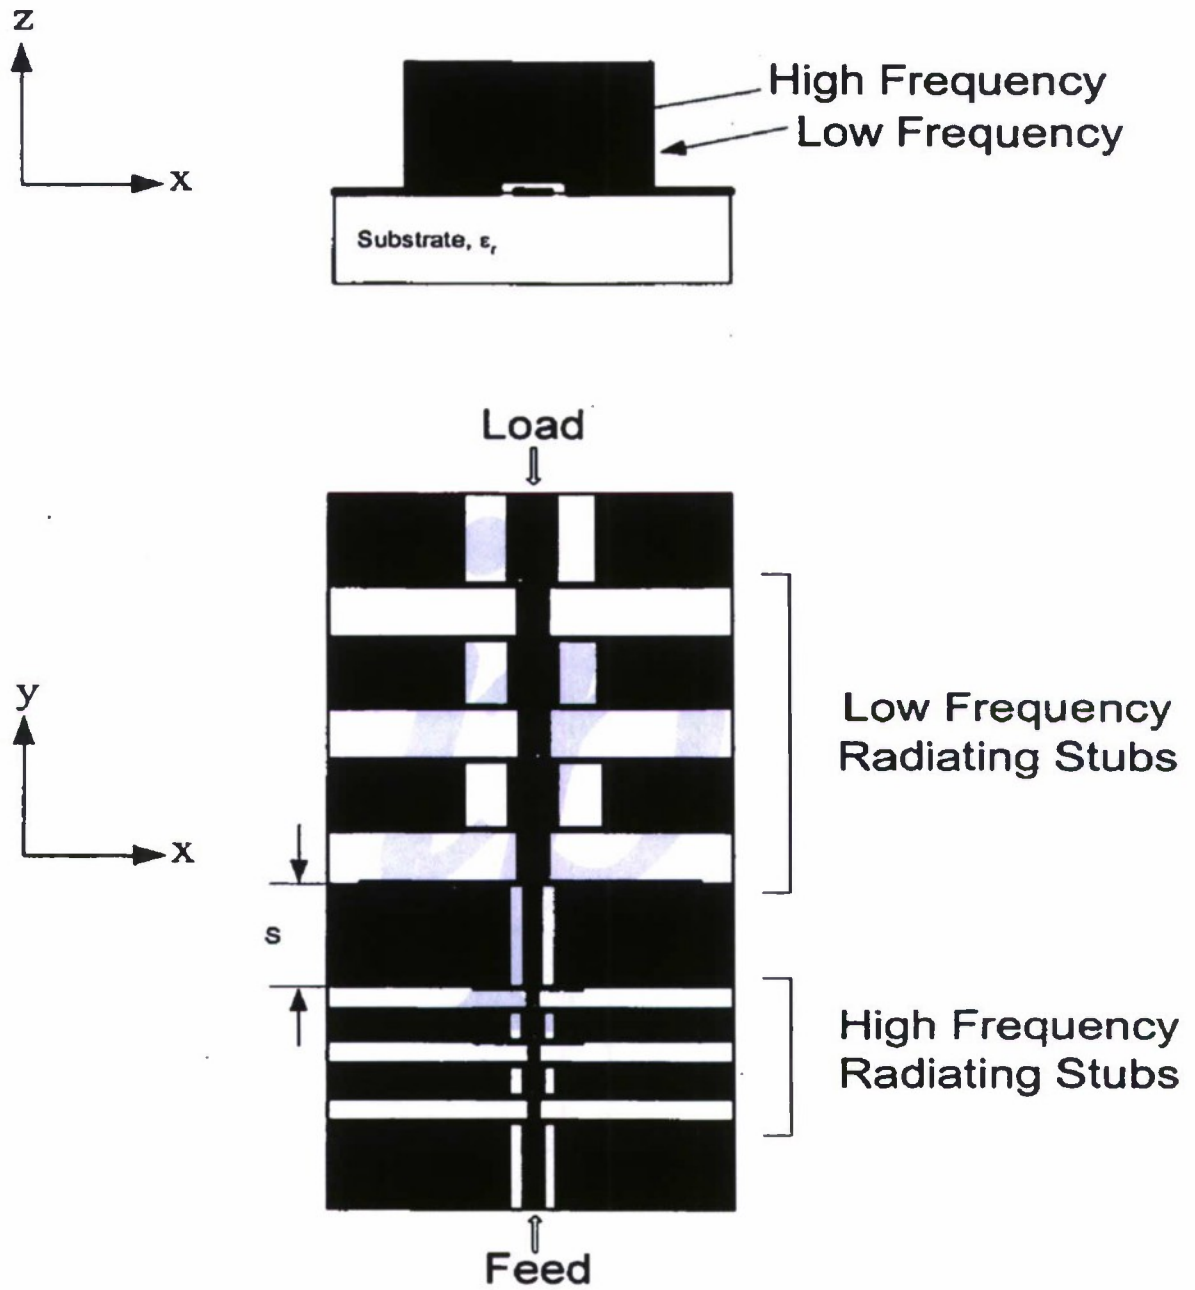 z
High Frequency
Low Frequency
x
Substrate, εr
Load
y
Low Frequency
Radiating Stubs
x
s
High Frequency
Radiating Stubs
Feed